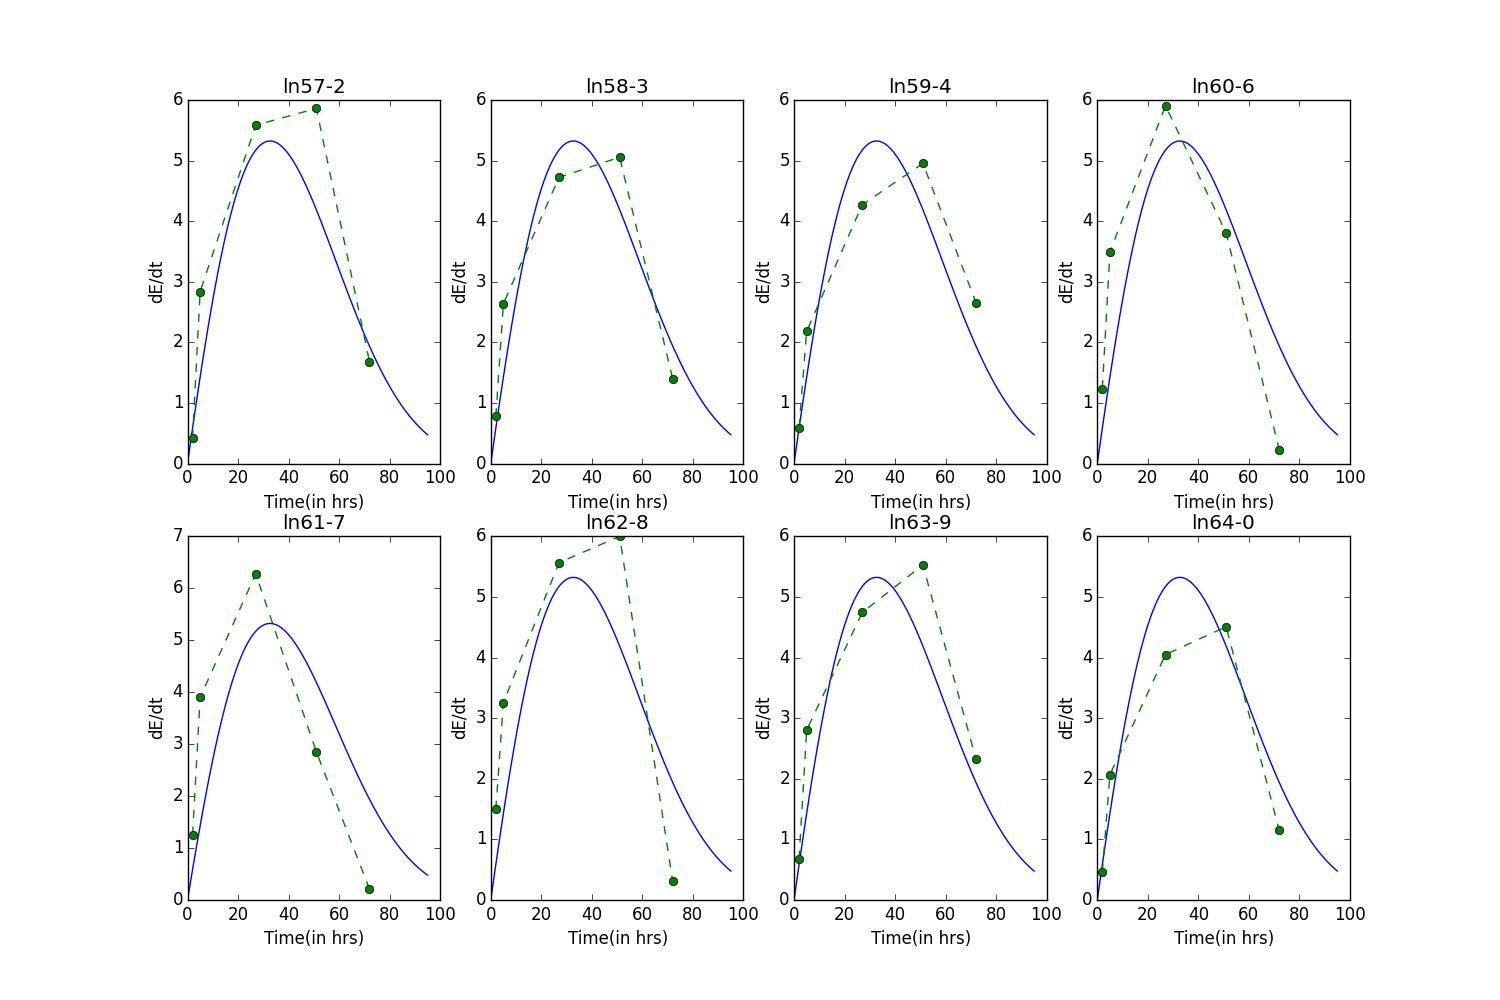 ln57-2 ln58-3 ln59-4 ln60-6
6 6 6 6
5 5 5 5
4 4 4 4
dE/dt dE/dt dE/dt dE/dt
3 3 3 3
2 2 2 2
1 1 1 1
0 0 0 0
0 20 40 60 80 100 0 20 40 60 80 100 0 20 40 60 80 100 0 20 40 60 80 100
Time(in hrs) Time(in hrs) Time(in hrs) Time(in hrs)
ln61-7 ln62-8 ln63-9 ln64-0
7 6 6 6
6 5 5 5
5 4 4 4
4 3 3 3
dE/dt dE/dt dE/dt dE/dt
3 2 2 2
2 1 1 1
1 0 0 0
0
0 20 40 60 80 100 0 20 40 60 80 100 0 20 40 60 80 100 0 20 40 60 80 100
Time(in hrs) Time(in hrs) Time(in hrs) Time(in hrs)